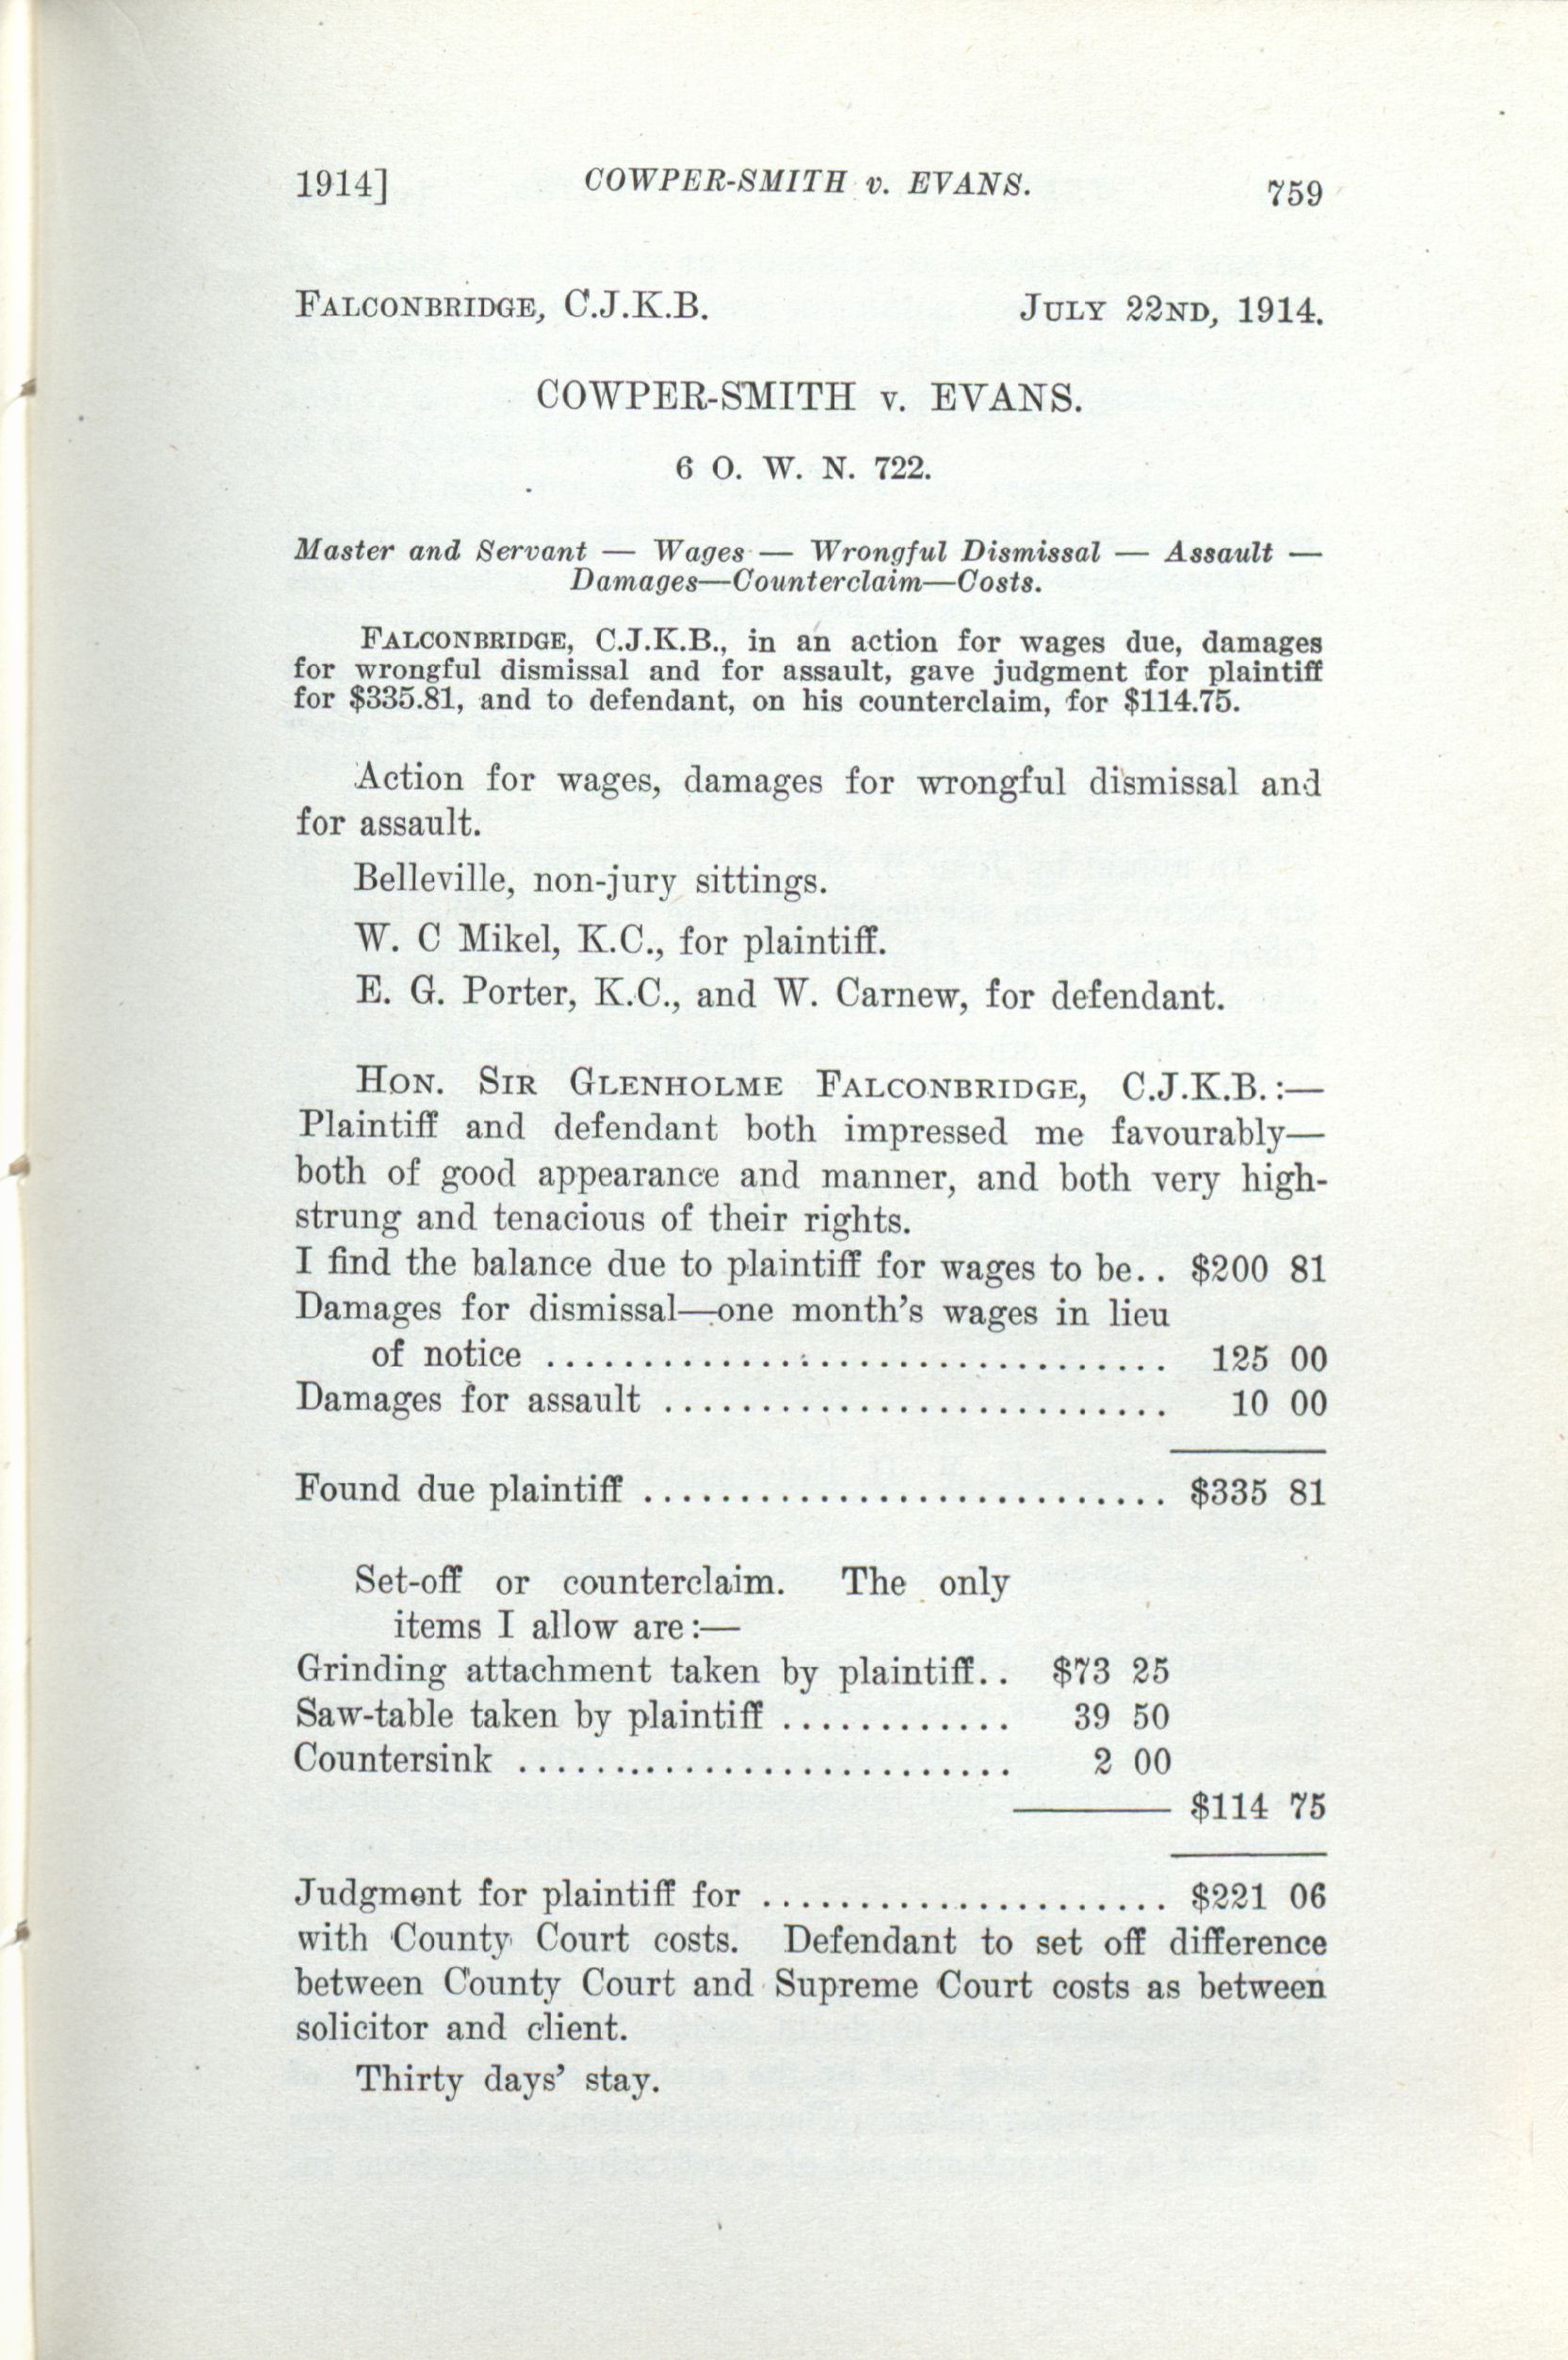 1914] COWPER-SMITH v. EVANS. 759
FALCONBRIDGE, C.J.K.B. JULY 22ND, 1914.
COWPER-SMITH v. EVANS.
6 O. W. N. 722.
Master and Servant — Wages — Wrongful Dismissal — Assault —
Damages—Counterclaim—Costs.
FALCONBRIDGE, C.J.K.B., in an action for wages due, damages
for wrongful dismissal and for assault, gave judgment for plaintiff
for $335.81, and to defendant, on his counterclaim, for $114.75.
Action for wages, damages for wrongful dismissal and
for assault.
Belleville, non-jury sittings.
W. C Mikel, K.C., for plaintiff.
E. G. Porter, K.C., and W. Carnew, for defendant.
HON. SIR GLENHOLME FALCONBRIDGE, C.J.K.B.:—
Plaintiff and defendant both impressed me favourably—
both of good appearance and manner, and both very high-
strung and tenacious of their rights.
I find the balance due to plaintiff for wages to be.. $200 81
Damages for dismissal—one month's wages in lieu
of notice ................................ 125 00
Damages for assault .......................... 10 00
Found due plaintiff ........................... $335 81
Set-off or counterclaim. The only
items I allow are:—
Grinding attachment taken by plaintiff.. $73 25
Saw-table taken by plaintiff ............ 39 50
Countersink .......................... 2 00
$114 75
Judgment for plaintiff for ..................... $221 06
with County Court costs. Defendant to set off difference
between County Court and Supreme Court costs as between
solicitor and client.
Thirty days' stay.